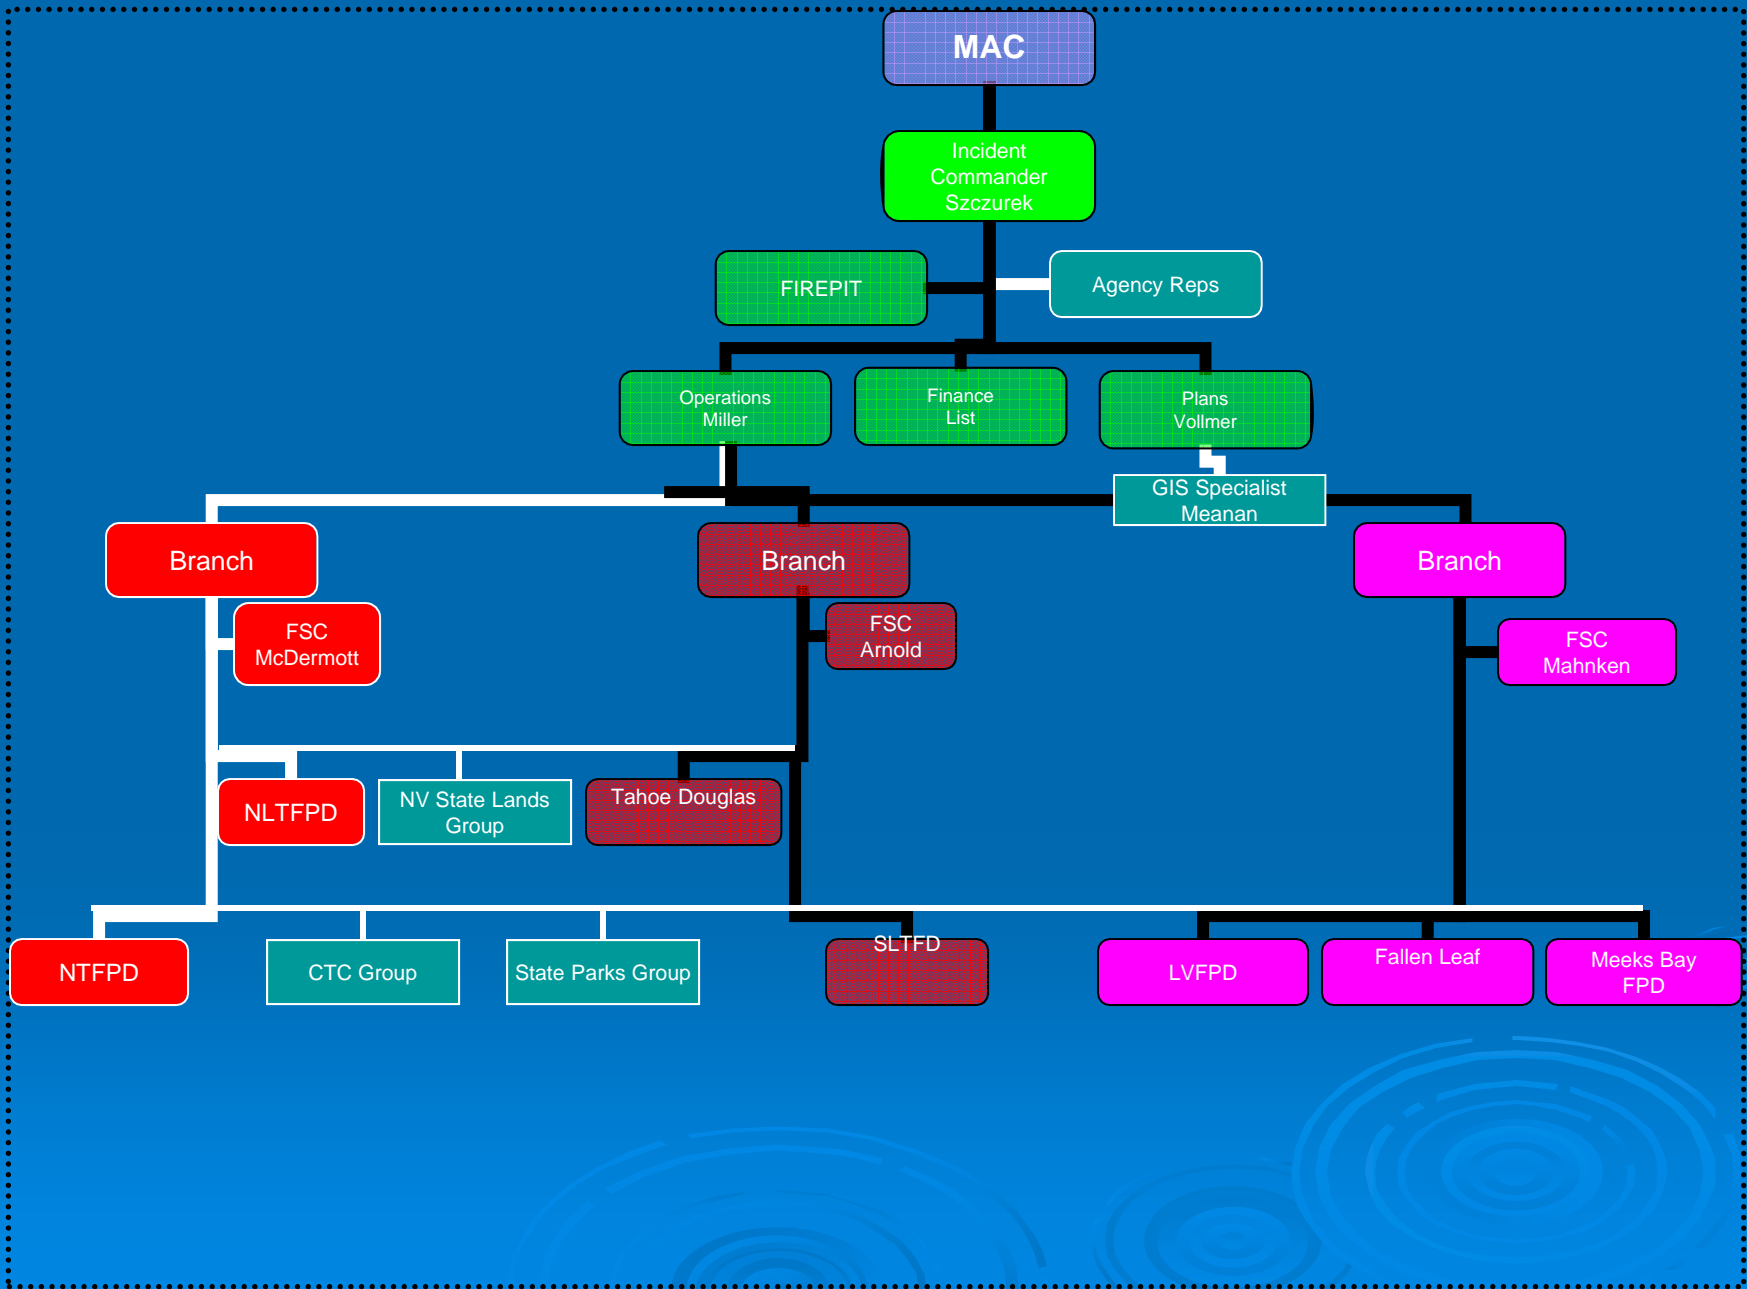 MAC
Incident
Commander
Szczurek
FIREPIT
Agency Reps
Operations
Miller
Finance
List
Plans
Vollmer
GIS Specialist
Meanan
Branch
Branch
Branch
FSC
McDermott
FSC
Arnold
FSC
Mahnken
NLTFPD
NV State Lands
Group
Tahoe Douglas
NTFPD
CTC Group
State Parks Group
SLTFD
LVFPD
Fallen Leaf
Meeks Bay
FPD